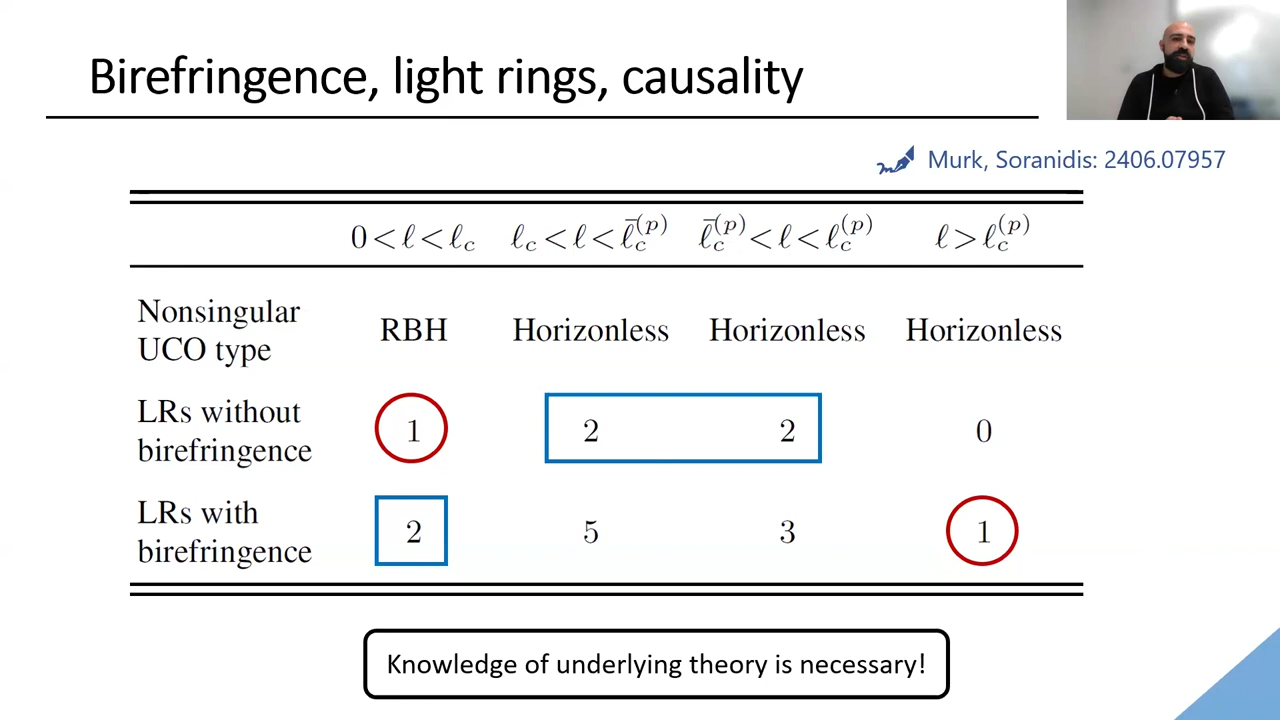 Birefringence, light rings, causality
Murk, Soranidis: 2406.07957
0 < ℓ < ℓ_c ℓ_c < ℓ < ℓ̄_c^(p) ℓ̄_c^(p) < ℓ < ℓ_c^(p) ℓ > ℓ_c^(p)
Nonsingular
UCO type RBH Horizonless Horizonless Horizonless
LRs without
birefringence 1 2 2 0
LRs with
birefringence 2 5 3 1
Knowledge of underlying theory is necessary!